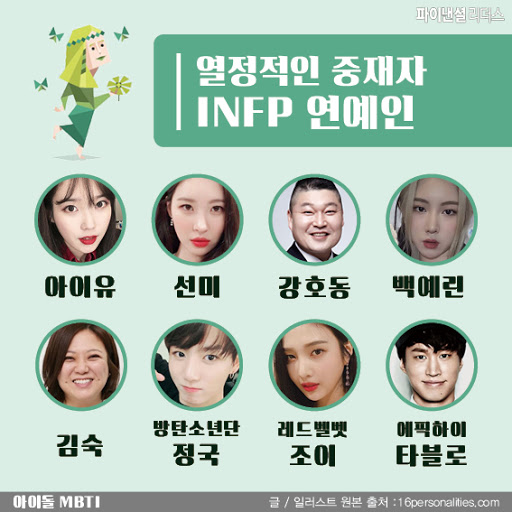 파이낸셜리더스
열정적인 중재자
INFP 연예인
아이유
선미
강호동
백예린
김숙
방탄소년단
정국
레드벨벳
조이
에픽하이
타블로
아이돌 MBTI
글 / 일러스트 원본 출처 :16personalities.com